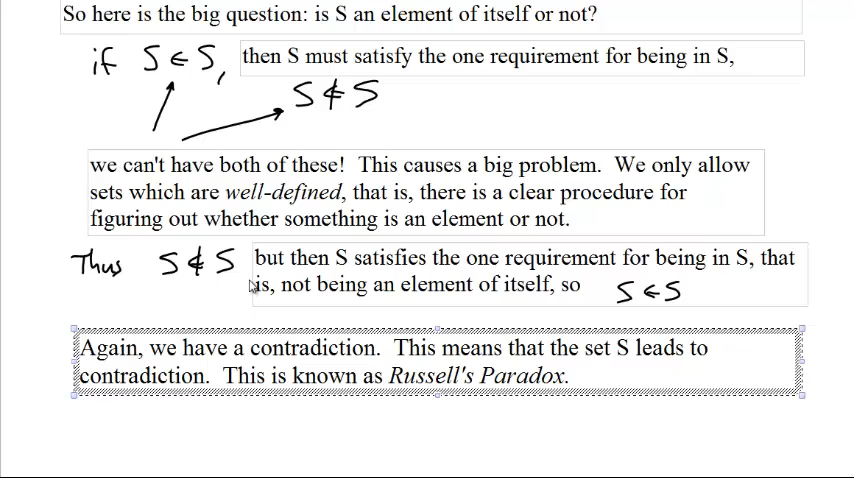 So here is the big question: is S an element of itself or not?
if S ∈ S, then S must satisfy the one requirement for being in S,
S ∉ S
we can't have both of these! This causes a big problem. We only allow
sets which are well-defined, that is, there is a clear procedure for
figuring out whether something is an element or not.
Thus S ∉ S but then S satisfies the one requirement for being in S, that
is, not being an element of itself, so S ∈ S
Again, we have a contradiction. This means that the set S leads to
contradiction. This is known as Russell's Paradox.